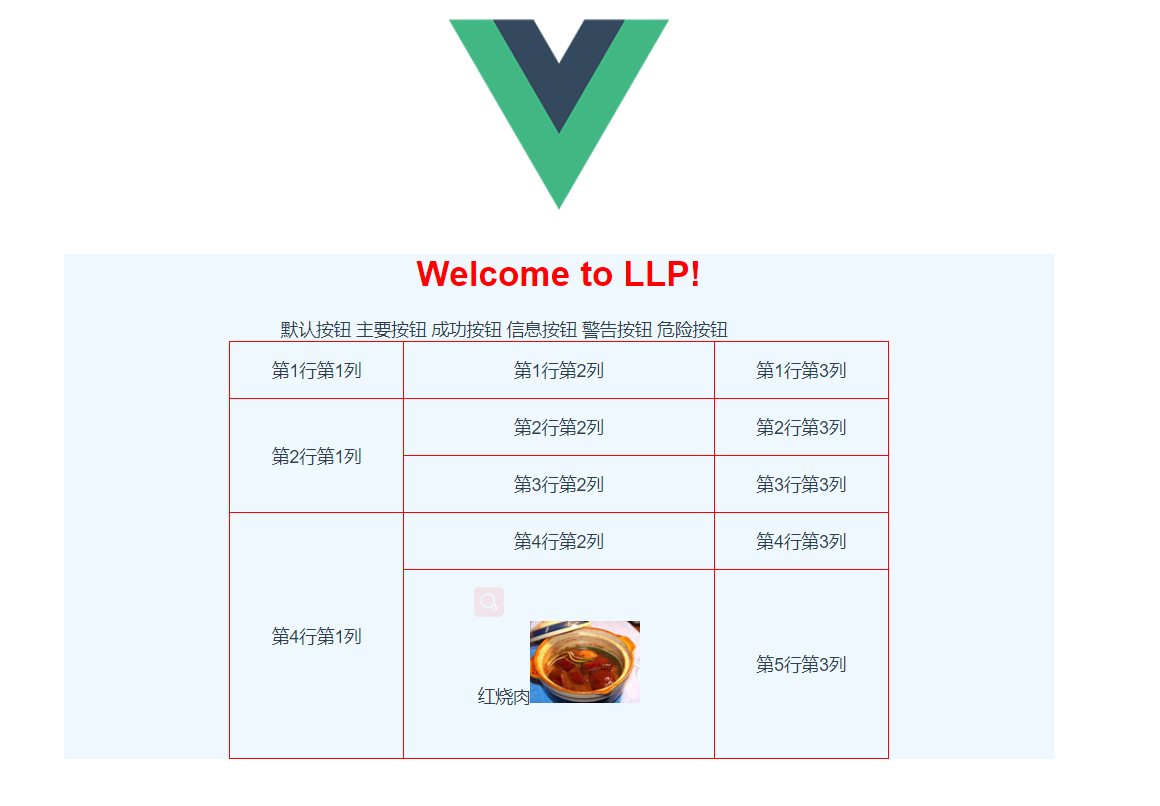 Welcome to LLP!
默认按钮 主要按钮 成功按钮 信息按钮 警告按钮 危险按钮
第1行第1列 第1行第2列 第1行第3列
第2行第1列 第2行第2列 第2行第3列
第3行第2列 第3行第3列
第4行第1列 第4行第2列 第4行第3列
红烧肉 第5行第3列